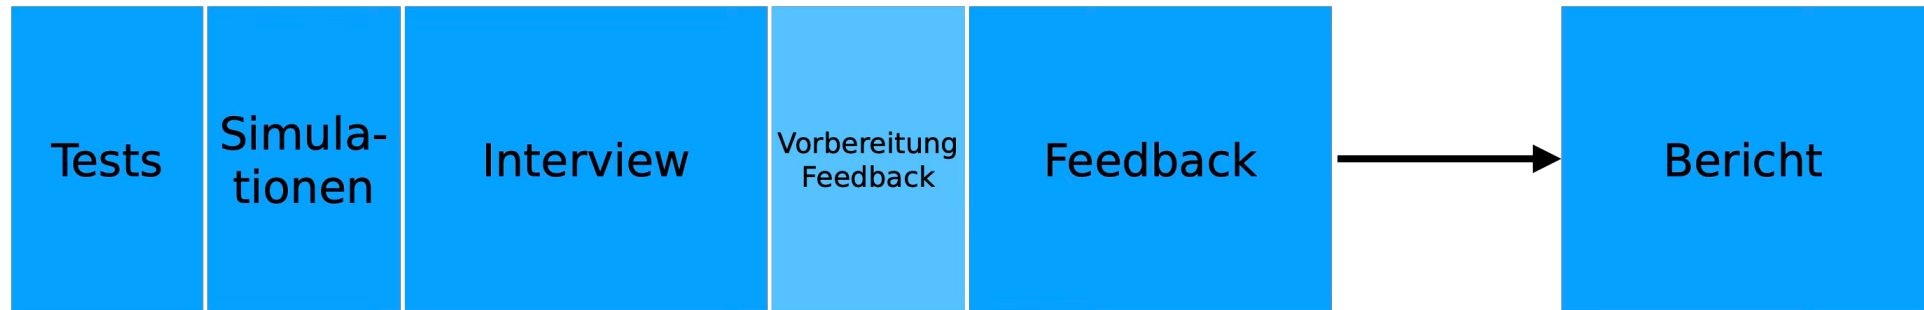 Tests
Simula-
tionen
Interview
Vorbereitung
Feedback
Feedback
Bericht